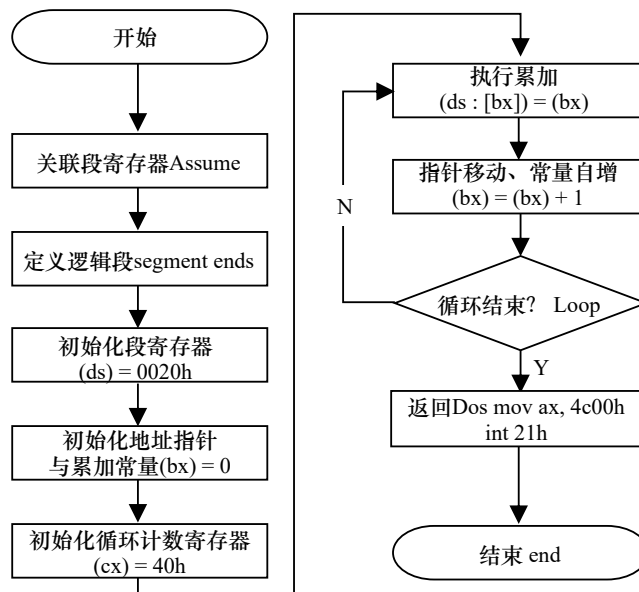 开始
关联段寄存器Assume
定义逻辑段segment ends
初始化段寄存器
(ds) = 0020h
初始化地址指针
与累加常量(bx) = 0
初始化循环计数寄存器
(cx) = 40h
执行累加
(ds : [bx]) = (bx)
指针移动、常量自增
(bx) = (bx) + 1
N
循环结束? Loop
Y
返回Dos mov ax, 4c00h
int 21h
结束 end